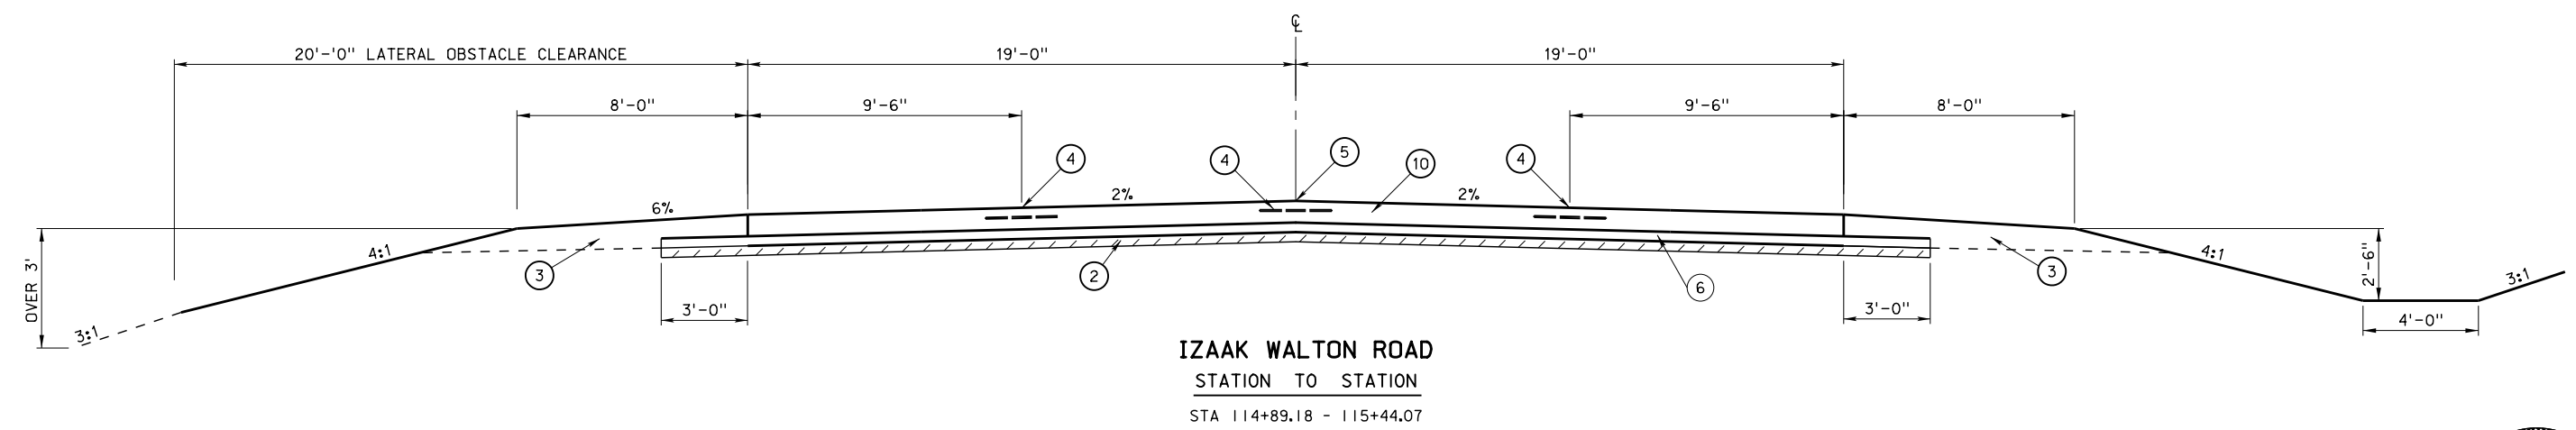 ℄
20'-'0" LATERAL OBSTACLE CLEARANCE 19'-0" 19'-0"
8'-0" 9'-6" 9'-6" 8'-0"
4 4 5 10 4
6% 2% 2%
4:1 4:1
OVER 3' 2'-6"
3 2 6 3
3:1 3:1
3'-0" 3'-0" 4'-0"
IZAAK WALTON ROAD
STATION TO STATION
STA 114+89.18 - 115+44.07